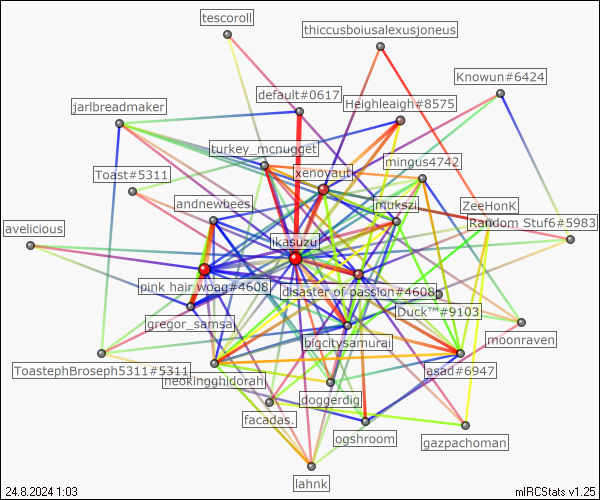 tescoroll
thiccusboiusalexusjoneus
Knowun#6424
default#0617
Heighleaigh#8575
jarlbreadmaker
turkey_mcnugget
mingus4742
xenoyaut
Toast#5311
andnewbees
mukszi
ZeeHonK
Random Stuf6#5983
avelicious
likasuzu
pink hair woag#4608
disaster of passion#4608
Duck™#9103
gregor_samsa
bigcitysamurai
moonraven
ToastephBroseph5311#5311
neokingghidorah
asad#6947
doggerdig
facadas.
ogshroom
gazpachoman
lahnk
24.8.2024 1:03
mIRCStats v1.25